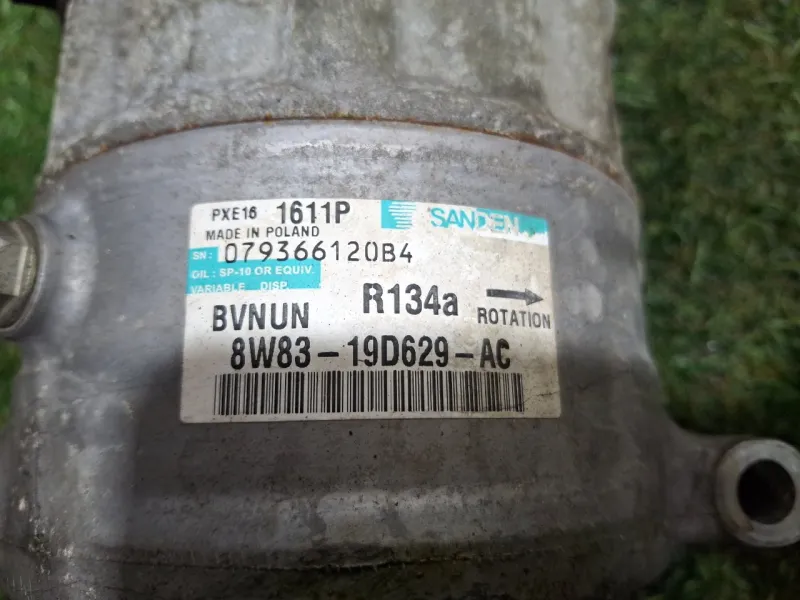 PXE16 1611P SANDEN
MADE IN POLAND
SN: 079366120B4
OIL : SP-10 OR EQUIV.
VARIABLE DISP.
R134a
ROTATION
BVNUN
8W83-19D629-AC